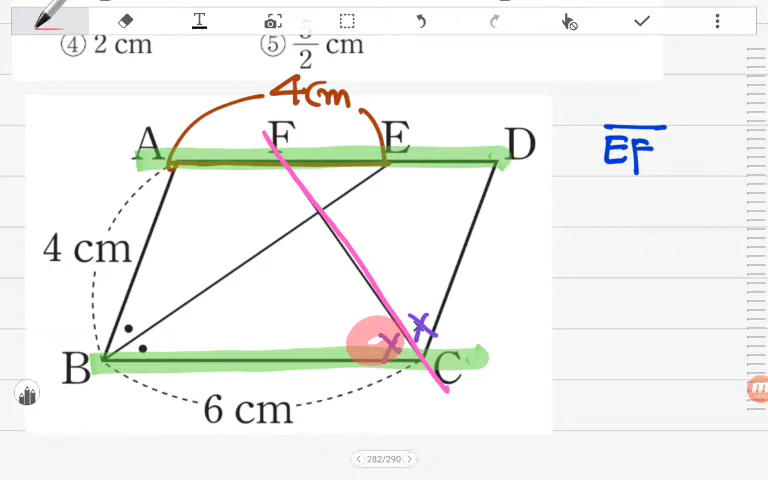 ④ 2 cm ⑤ 5/2 cm
4cm
A F E D
EF
4 cm
x
x
B C
6 cm
282/290